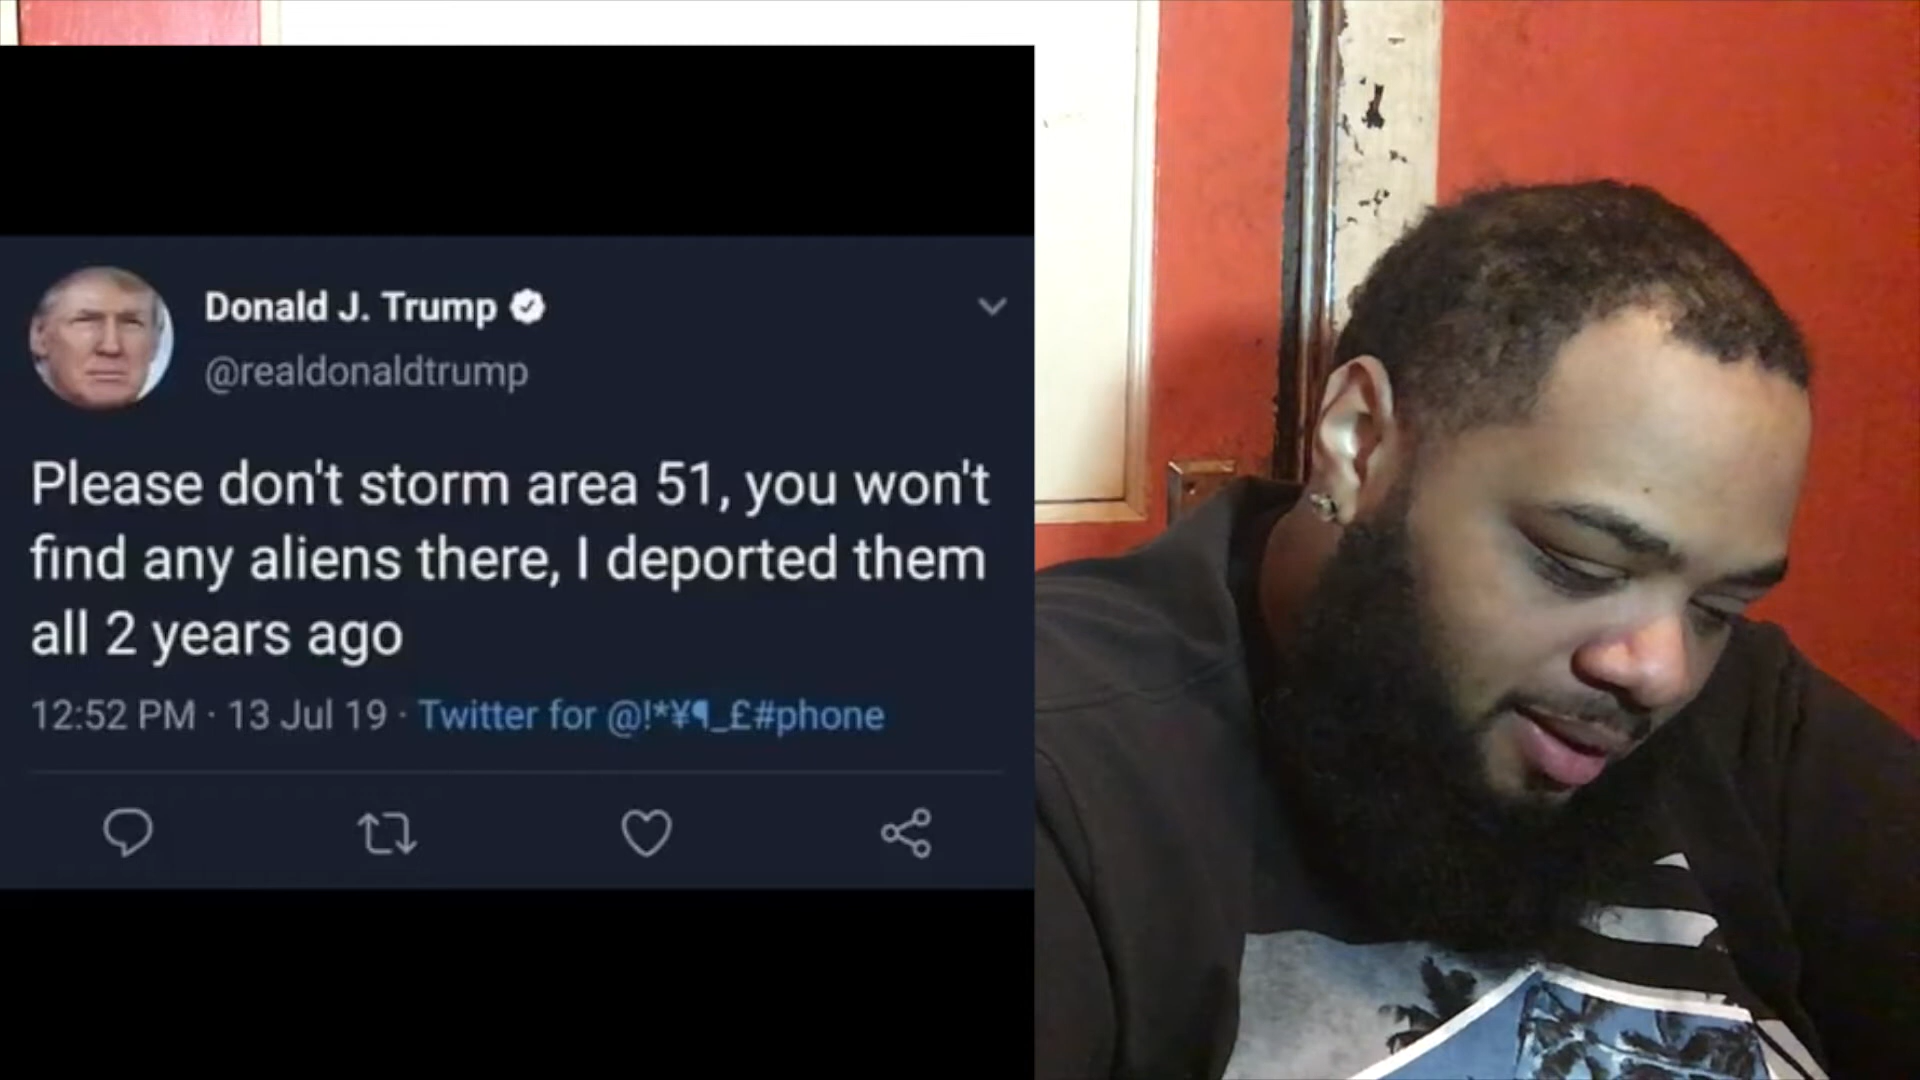 Donald J. Trump
@realdonaldtrump
Please don't storm area 51, you won't
find any aliens there, I deported them
all 2 years ago
12:52 PM · 13 Jul 19 · Twitter for @!*¥¶_£#phone